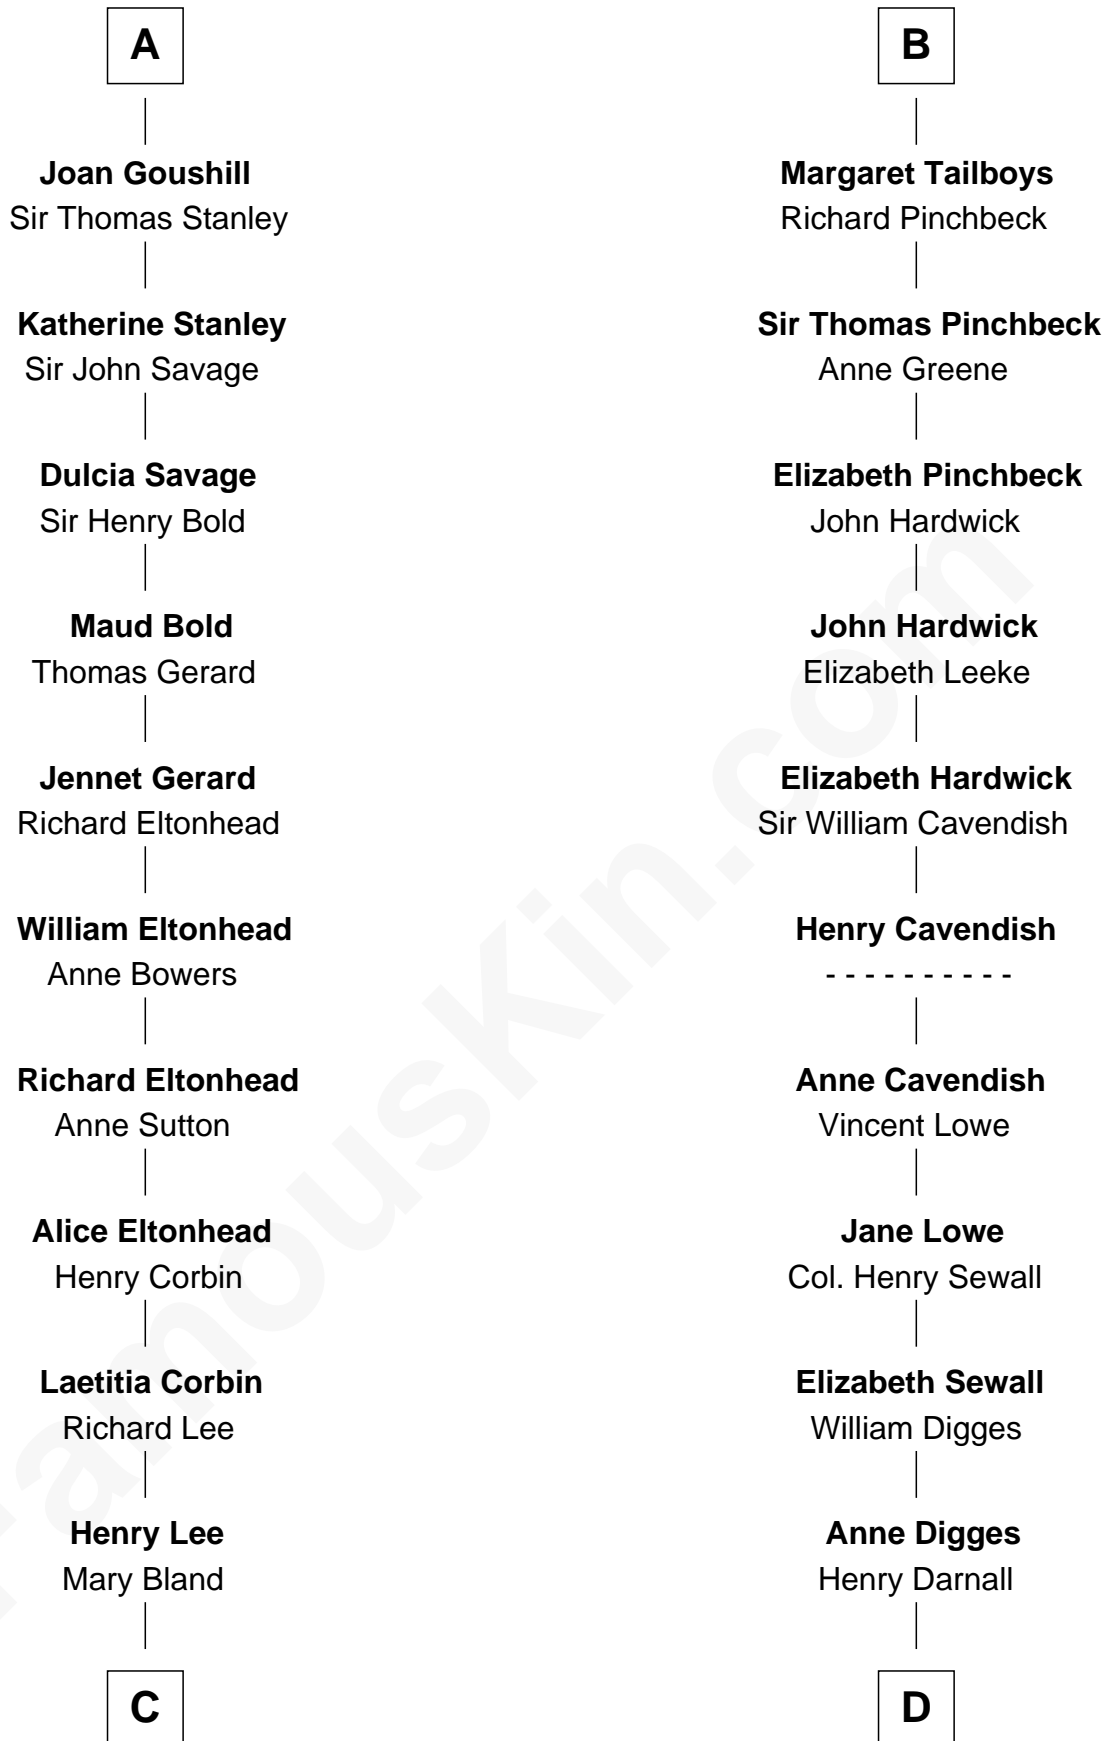 A
Joan Goushill
Sir Thomas Stanley
Katherine Stanley
Sir John Savage
Dulcia Savage
Sir Henry Bold
Maud Bold
Thomas Gerard
Jennet Gerard
Richard Eltonhead
William Eltonhead
Anne Bowers
Richard Eltonhead
Anne Sutton
Alice Eltonhead
Henry Corbin
Laetitia Corbin
Richard Lee
Henry Lee
Mary Bland
C
B
Margaret Tailboys
Richard Pinchbeck
Sir Thomas Pinchbeck
Anne Greene
Elizabeth Pinchbeck
John Hardwick
John Hardwick
Elizabeth Leeke
Elizabeth Hardwick
Sir William Cavendish
Henry Cavendish
- - - - - - - - - -
Anne Cavendish
Vincent Lowe
Jane Lowe
Col. Henry Sewall
Elizabeth Sewall
William Digges
Anne Digges
Henry Darnall
D
FamousKin.com